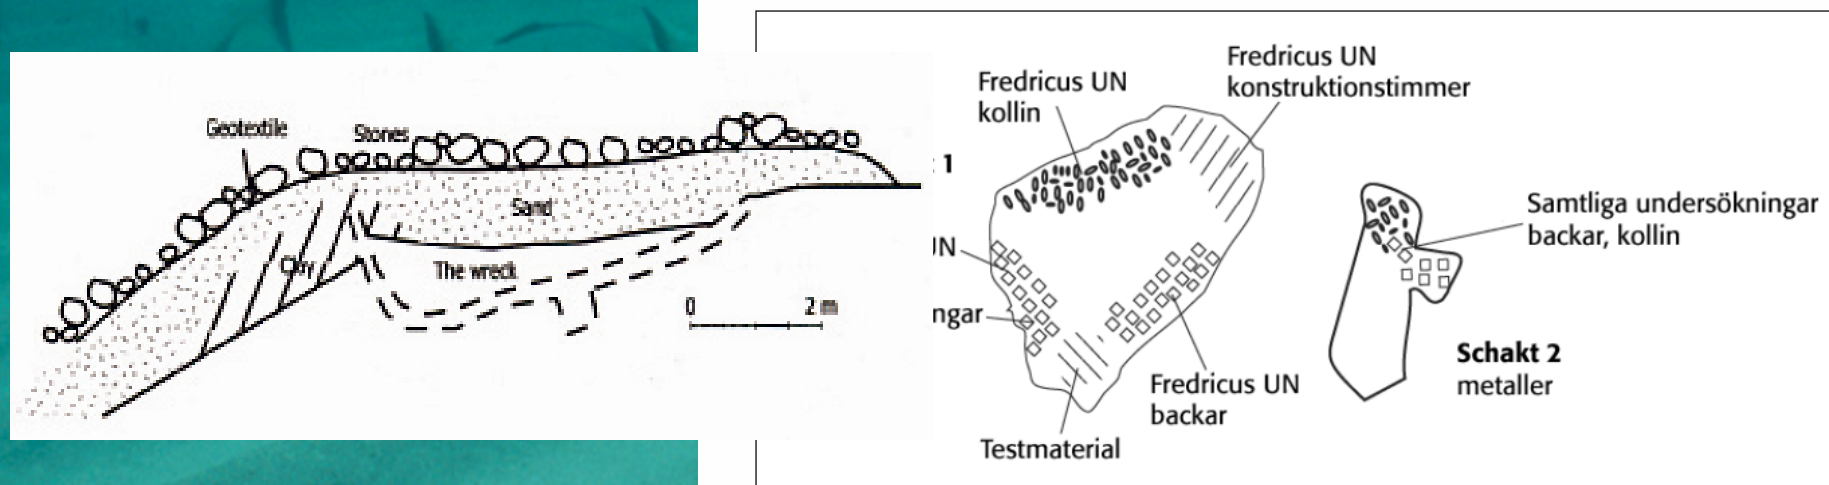 Geotextile
Stones
Sand
Clay
The wreck
0 2 m
: 1
Fredricus UN
kollin
Fredricus UN
konstruktionstimmer
Samtliga undersökningar
backar, kollin
IN
ngar
Schakt 2
metaller
Fredricus UN
backar
Testmaterial